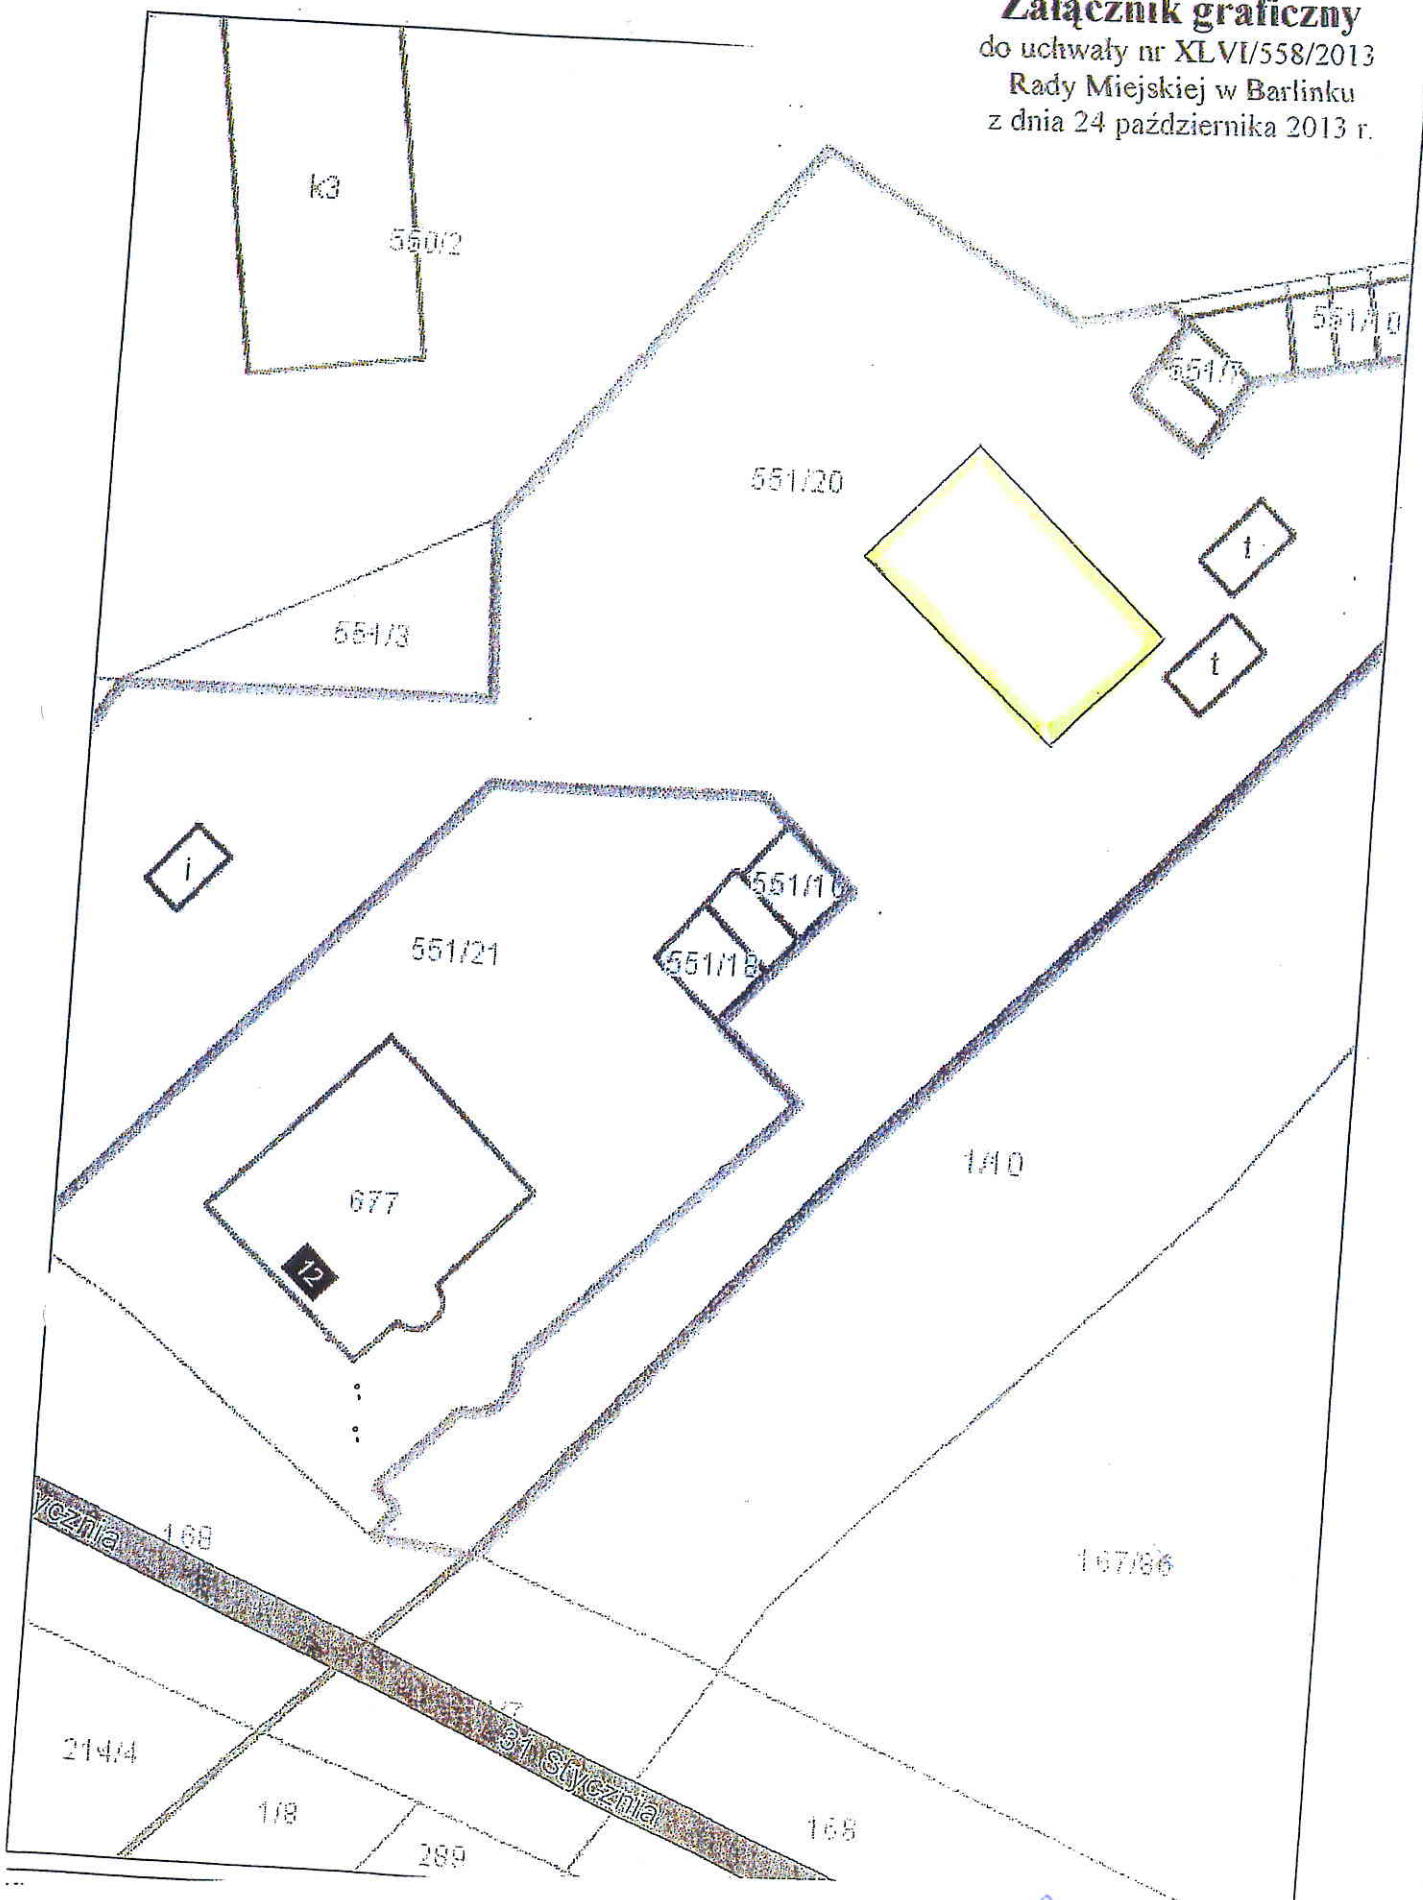 Załącznik graficzny
do uchwały nr XLVI/558/2013
Rady Miejskiej w Barlinku
z dnia 24 października 2013 r.
k3
550/2
551/10
551/20
t
551/3
t
i
551/21
551/18
677
12
1/10
ycznia
168
167/86
31 Stycznia
214/4
1/8
168
289